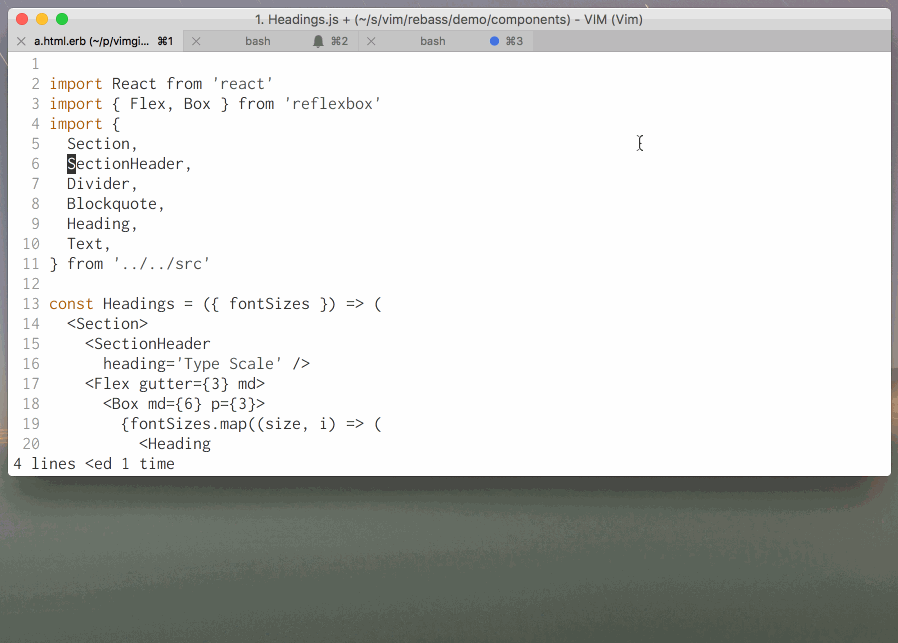 1. Headings.js + (~/s/vim/rebass/demo/components) - VIM (Vim)
a.html.erb (~/p/vimgi... ⌘1 bash ⌘2 bash ⌘3
1
2 import React from 'react'
3 import { Flex, Box } from 'reflexbox'
4 import {
5   Section,
6   SectionHeader,
7   Divider,
8   Blockquote,
9   Heading,
10   Text,
11 } from '../../src'
12
13 const Headings = ({ fontSizes }) => (
14   <Section>
15     <SectionHeader
16       heading='Type Scale' />
17     <Flex gutter={3} md>
18       <Box md={6} p={3}>
19         {fontSizes.map((size, i) => (
20           <Heading
4 lines <ed 1 time